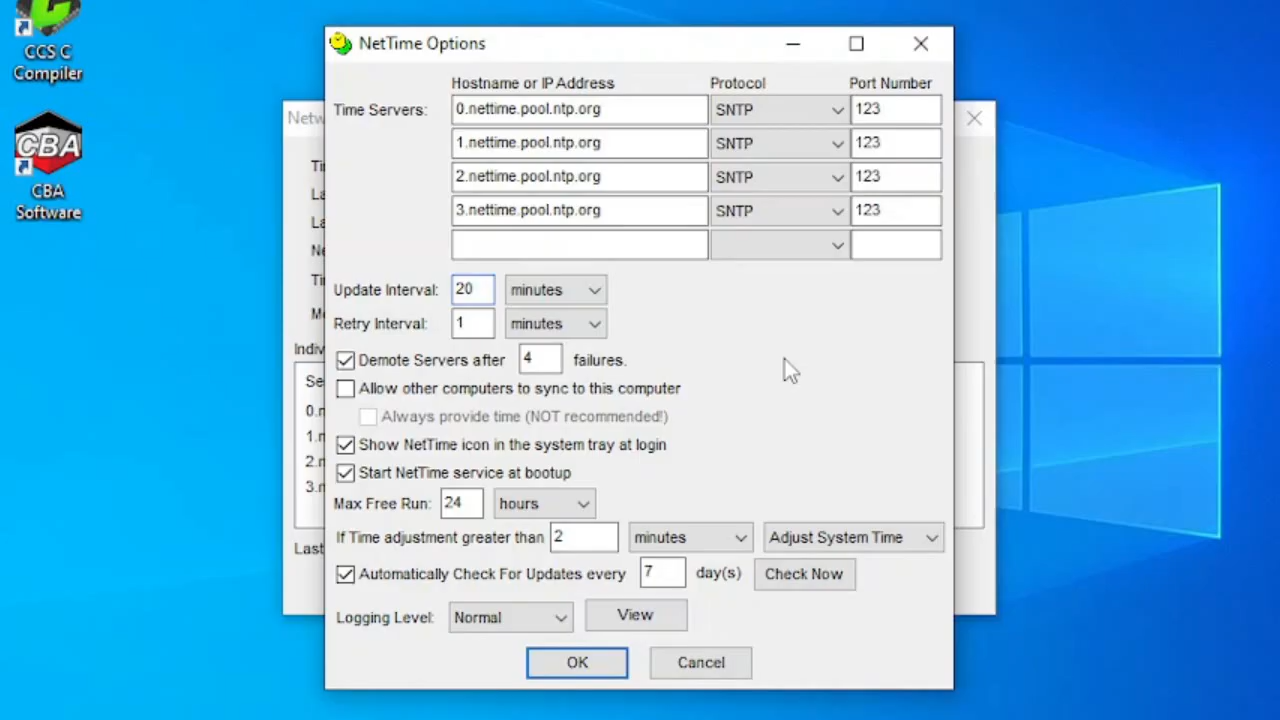 CCS C
Compiler
CBA
CBA
Software
NetTime Options
Hostname or IP Address Protocol Port Number
Time Servers: 0.nettime.pool.ntp.org SNTP 123
1.nettime.pool.ntp.org SNTP 123
2.nettime.pool.ntp.org SNTP 123
3.nettime.pool.ntp.org SNTP 123
Update Interval: 20 minutes
Retry Interval: 1 minutes
Demote Servers after 4 failures.
Allow other computers to sync to this computer
Always provide time (NOT recommended!)
Show NetTime icon in the system tray at login
Start NetTime service at bootup
Max Free Run: 24 hours
If Time adjustment greater than 2 minutes Adjust System Time
Automatically Check For Updates every 7 day(s) Check Now
Logging Level: Normal View
OK Cancel
Last